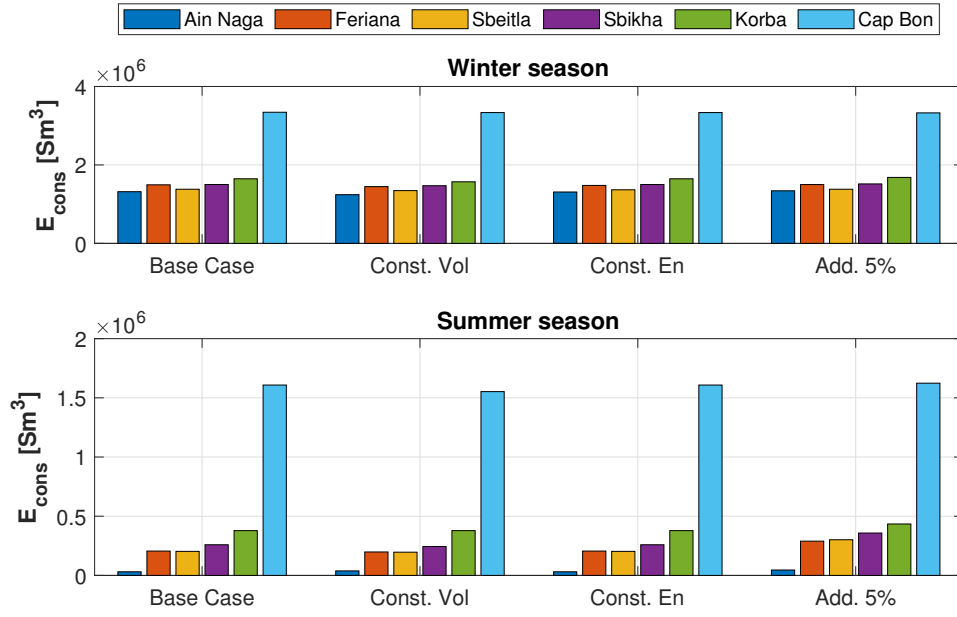 Ain Naga Feriana Sbeitla Sbikha Korba Cap Bon
×10^6
Winter season
E_cons [Sm^3]
4
2
0
Base Case Const. Vol Const. En Add. 5%
×10^6
Summer season
E_cons [Sm^3]
2
1.5
1
0.5
0
Base Case Const. Vol Const. En Add. 5%